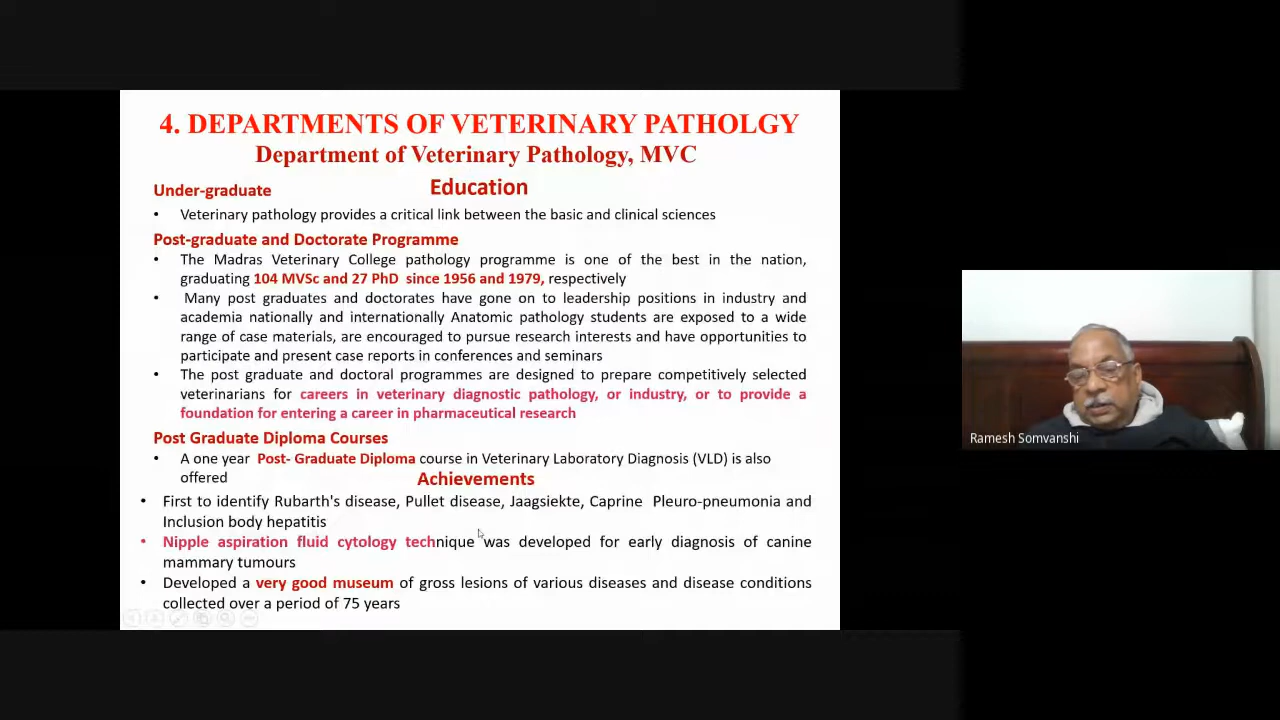 4. DEPARTMENTS OF VETERINARY PATHOLGY
Department of Veterinary Pathology, MVC
Education
Under-graduate
• Veterinary pathology provides a critical link between the basic and clinical sciences
Post-graduate and Doctorate Programme
• The Madras Veterinary College pathology programme is one of the best in the nation,
graduating 104 MVSc and 27 PhD since 1956 and 1979, respectively
• Many post graduates and doctorates have gone on to leadership positions in industry and
academia nationally and internationally Anatomic pathology students are exposed to a wide
range of case materials, are encouraged to pursue research interests and have opportunities to
participate and present case reports in conferences and seminars
• The post graduate and doctoral programmes are designed to prepare competitively selected
veterinarians for careers in veterinary diagnostic pathology, or industry, or to provide a
foundation for entering a career in pharmaceutical research
Post Graduate Diploma Courses
• A one year Post- Graduate Diploma course in Veterinary Laboratory Diagnosis (VLD) is also
offered
Achievements
• First to identify Rubarth's disease, Pullet disease, Jaagsiekte, Caprine Pleuro-pneumonia and
Inclusion body hepatitis
• Nipple aspiration fluid cytology technique was developed for early diagnosis of canine
mammary tumours
• Developed a very good museum of gross lesions of various diseases and disease conditions
collected over a period of 75 years
Ramesh Somvanshi